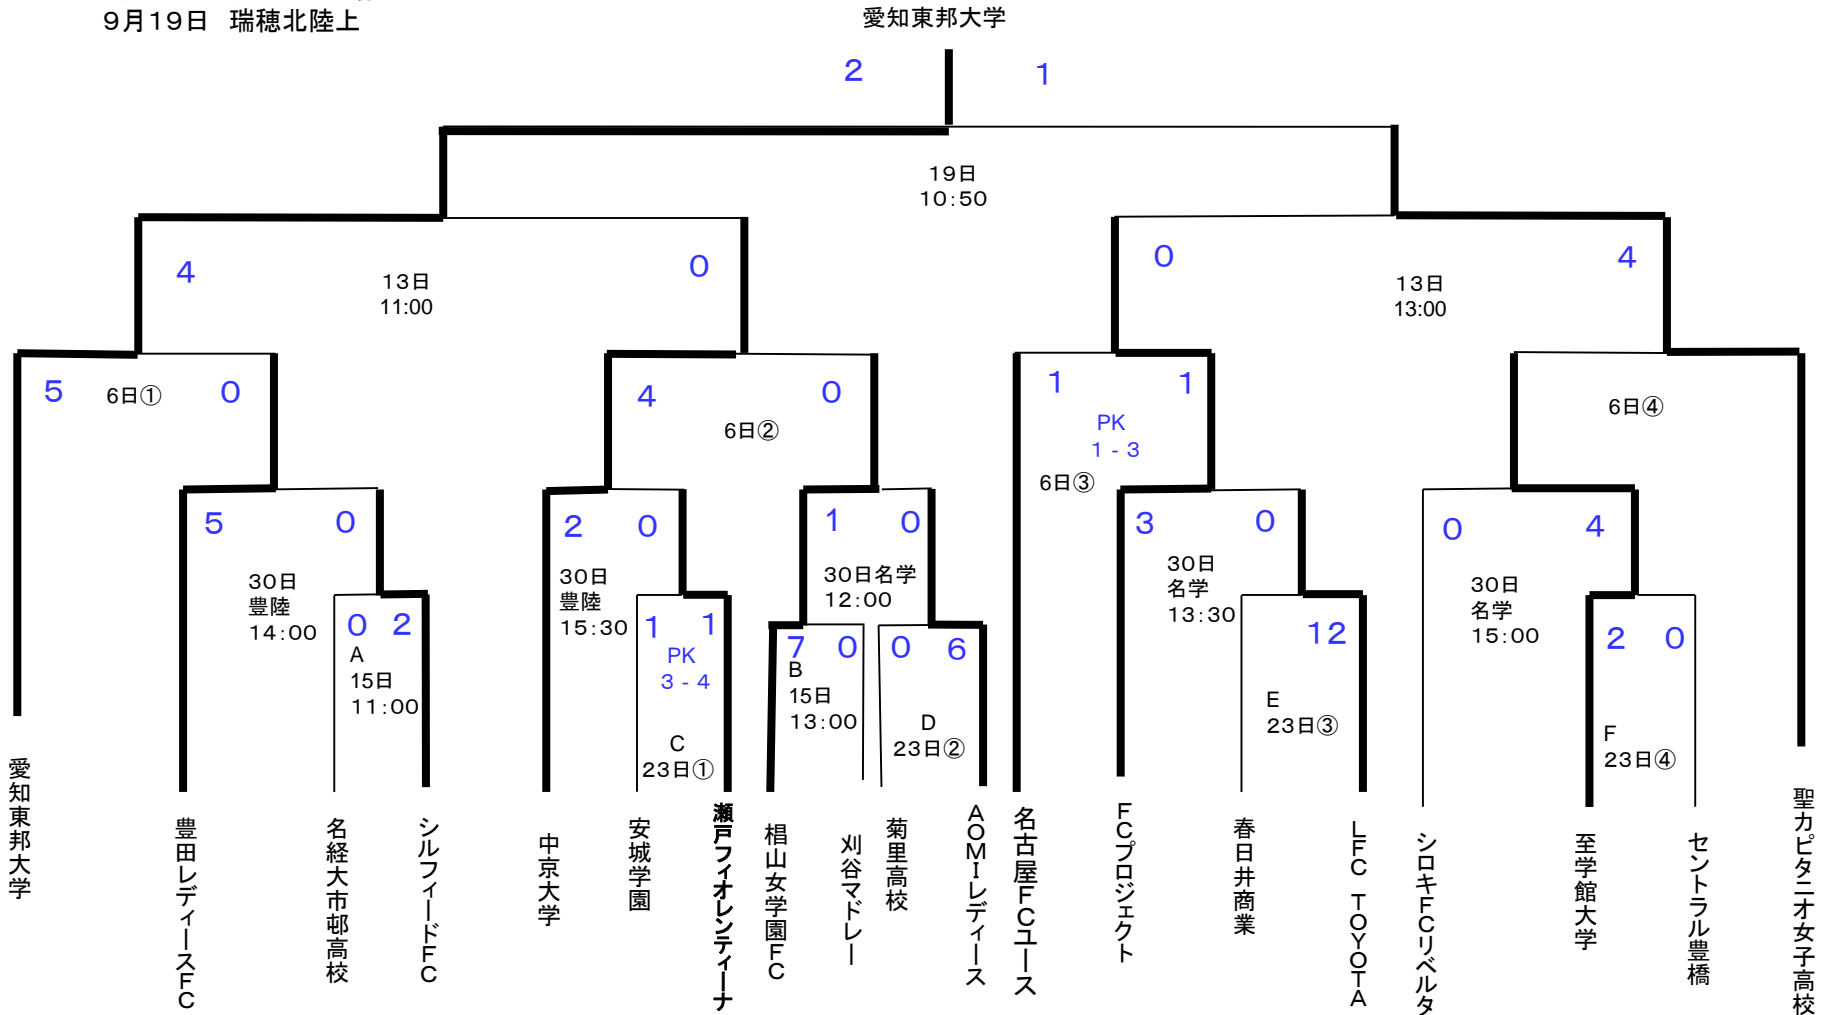 9月19日 瑞穂北陸上
愛知東邦大学
2 1
19日
10:50
4 0
13日
11:00
0 4
13日
13:00
5 0
6日①
4 0
6日②
1 1
PK
1 - 3
6日③
6日④
5 0
30日
豊陸
14:00
2 0
30日
豊陸
15:30
1 0
30日名学
12:00
3 0
30日
名学
13:30
0 4
30日
名学
15:00
0 2
A
15日
11:00
1 1
PK
3 - 4
C
23日①
7 0
B
15日
13:00
0 6
D
23日②
12
E
23日③
2 0
F
23日④
愛知東邦大学
豊田レディースFC
名経大市邨高校
シルフィードFC
中京大学
安城学園
瀬戸フィオレンティーナ
椙山女学園FC
刈谷マドレー
菊里高校
AOMIレディース
名古屋FCユース
FCプロジェクト
春日井商業
LFC TOYOTA
シロキFCリベルタ
至学館大学
セントラル豊橋
聖カピタニオ女子高校